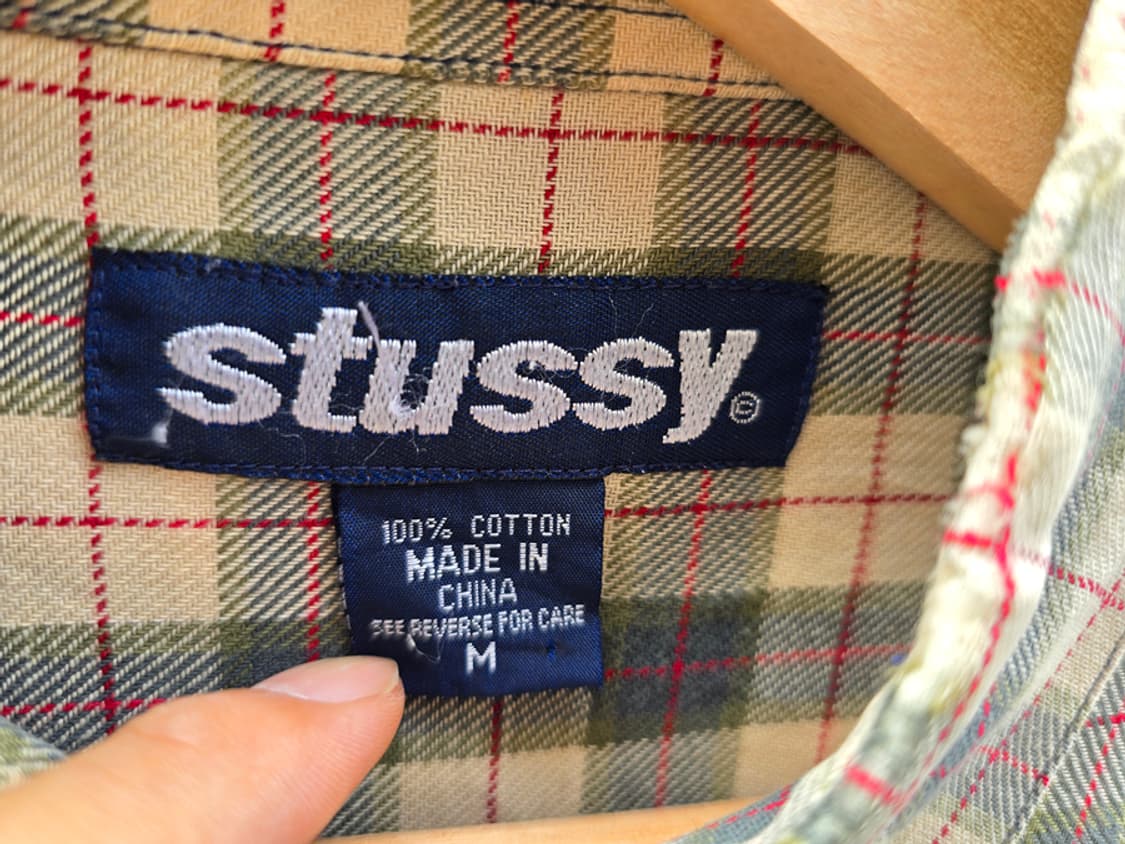 stussy ©
100% COTTON
MADE IN
CHINA
SEE REVERSE FOR CARE
M